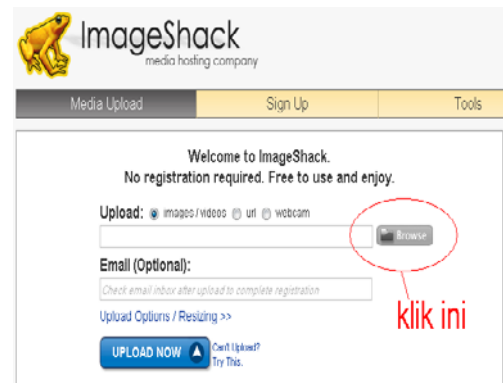 ImageShack
media hosting company
Media Upload Sign Up Tools
Welcome to ImageShack.
No registration required. Free to use and enjoy.
Upload: images / videos url webcam
Browse
Email (Optional):
Check email inbox after upload to complete registration
klik ini
Upload Options / Resizing >>
UPLOAD NOW Can't Upload?
Try This.